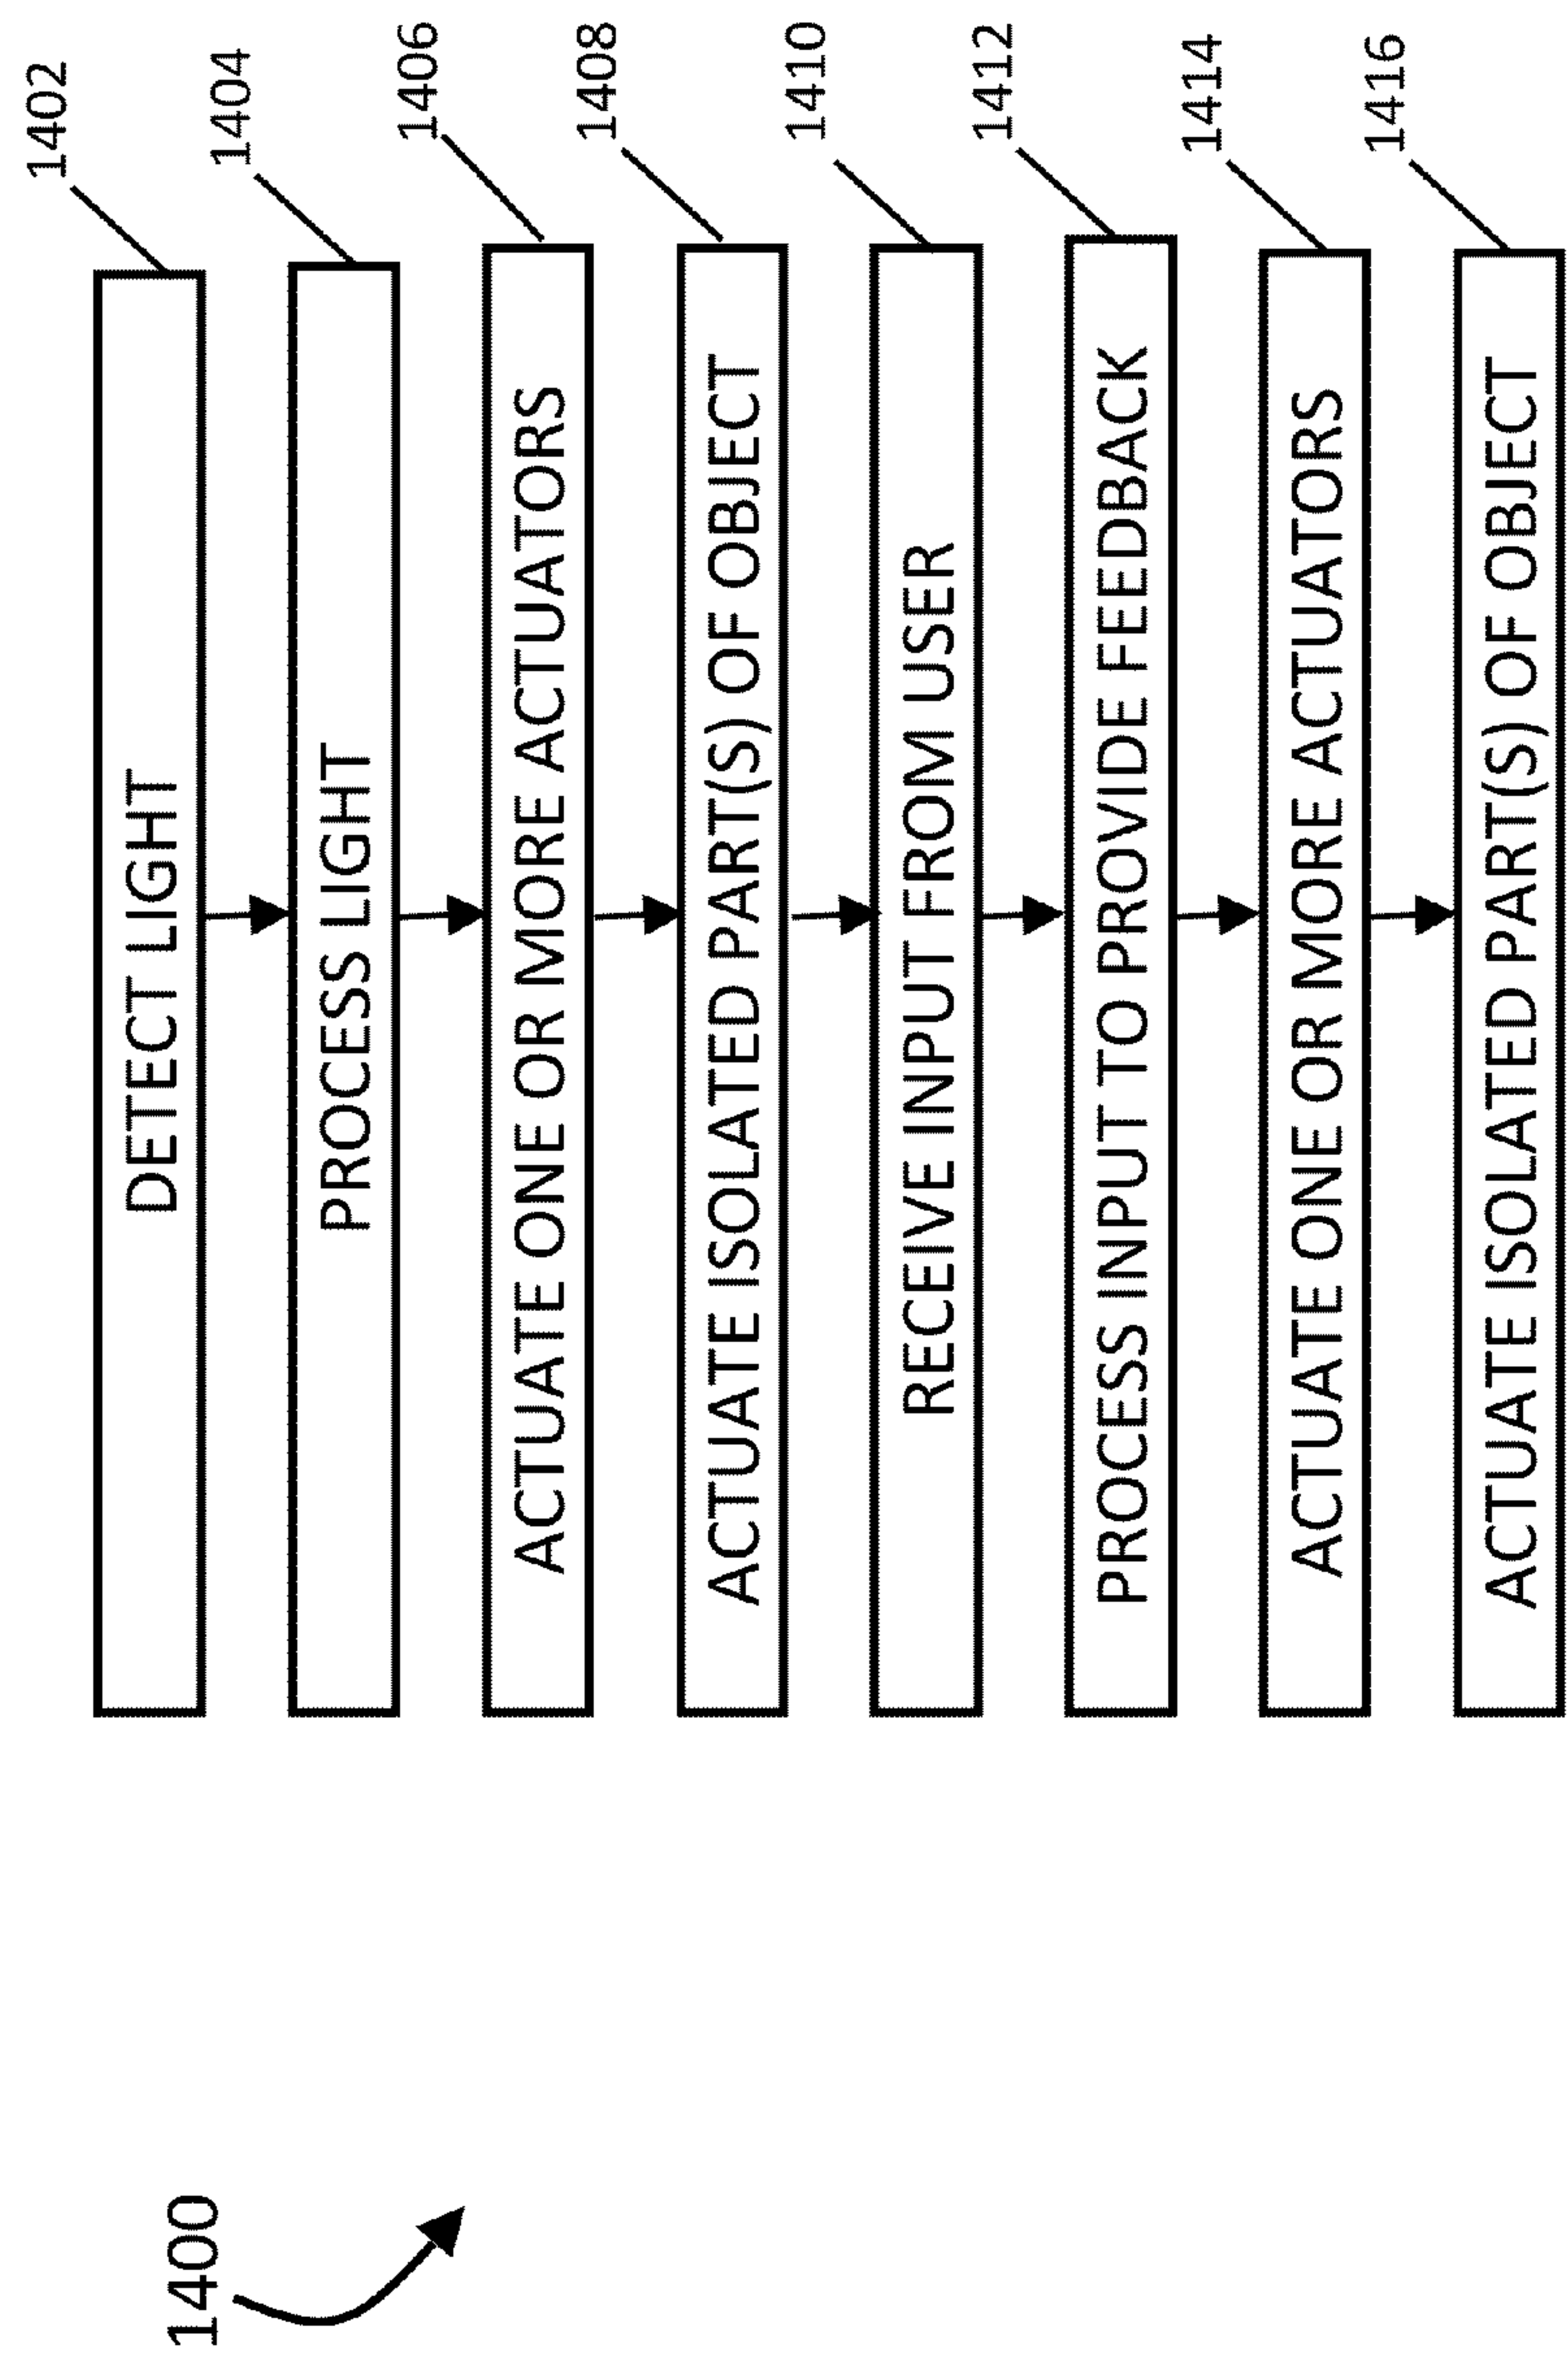 1400
DETECT LIGHT
1402
PROCESS LIGHT
1404
ACTUATE ONE OR MORE ACTUATORS
1406
ACTUATE ISOLATED PART(S) OF OBJECT
1408
RECEIVE INPUT FROM USER
1410
PROCESS INPUT TO PROVIDE FEEDBACK
1412
ACTUATE ONE OR MORE ACTUATORS
1414
ACTUATE ISOLATED PART(S) OF OBJECT
1416